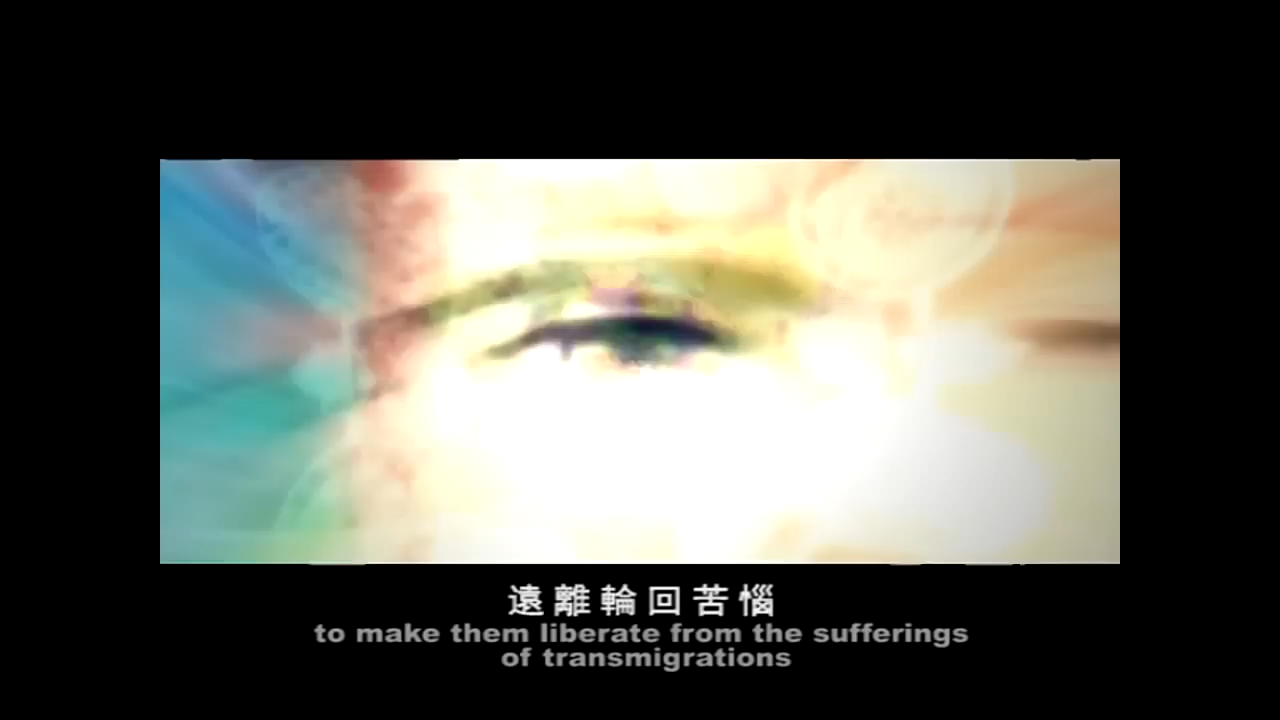 遠離輪回苦惱
to make them liberate from the sufferings
of transmigrations